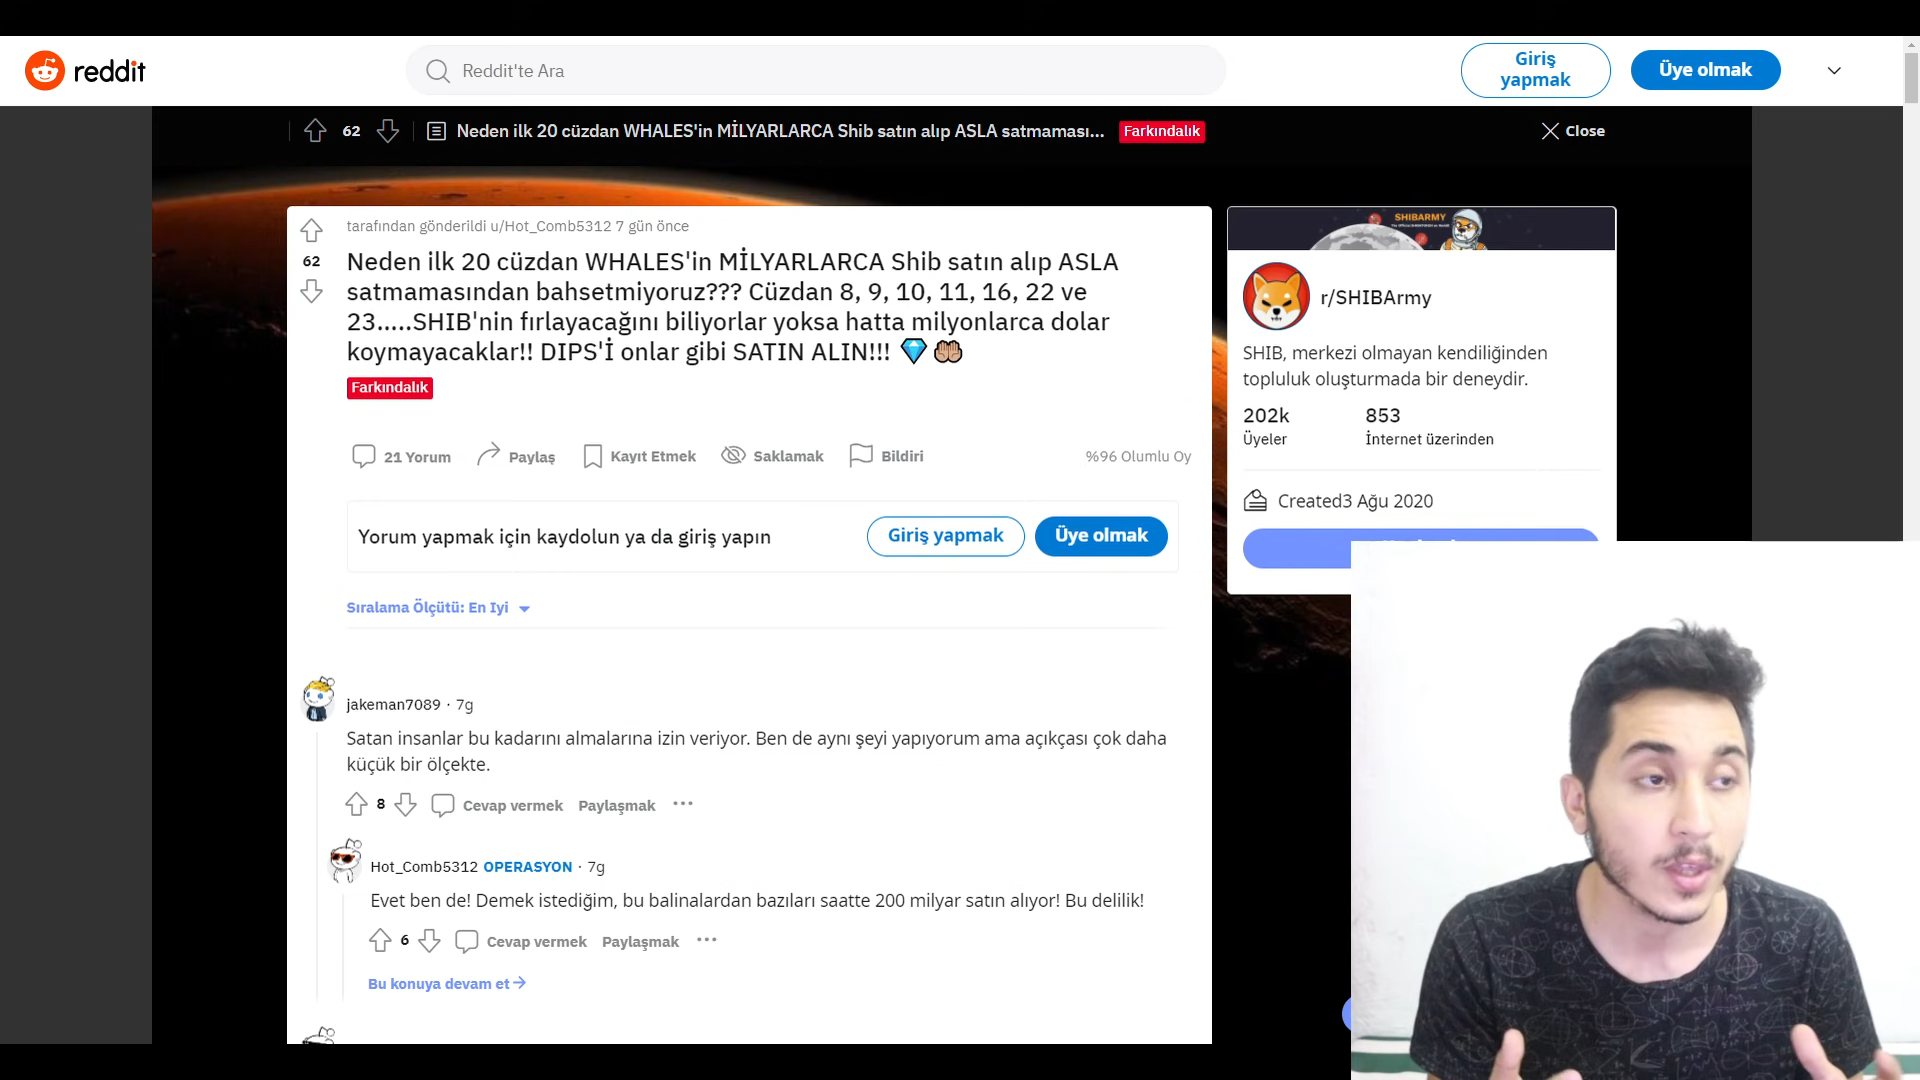 reddit
Reddit'te Ara
Giriş
yapmak
Üye olmak
62
Neden ilk 20 cüzdan WHALES'in MİLYARLARCA Shib satın alıp ASLA satmaması...
Farkındalık
Close
tarafından gönderildi u/Hot_Comb5312 7 gün önce
62
Neden ilk 20 cüzdan WHALES'in MİLYARLARCA Shib satın alıp ASLA
satmamasından bahsetmiyoruz??? Cüzdan 8, 9, 10, 11, 16, 22 ve
23.....SHIB'nin fırlayacağını biliyorlar yoksa hatta milyonlarca dolar
koymayacaklar!! DIPS'İ onlar gibi SATIN ALIN!!! 💎🤲🏽
Farkındalık
21 Yorum
Paylaş
Kayıt Etmek
Saklamak
Bildiri
%96 Olumlu Oy
Yorum yapmak için kaydolun ya da giriş yapın
Giriş yapmak
Üye olmak
Sıralama Ölçütü: En Iyi
jakeman7089 · 7g
Satan insanlar bu kadarını almalarına izin veriyor. Ben de aynı şeyi yapıyorum ama açıkçası çok daha
küçük bir ölçekte.
8
Cevap vermek
Paylaşmak
Hot_Comb5312 OPERASYON · 7g
Evet ben de! Demek istediğim, bu balinalardan bazıları saatte 200 milyar satın alıyor! Bu delilik!
6
Cevap vermek
Paylaşmak
Bu konuya devam et
SHIBARMY
r/SHIBArmy
SHIB, merkezi olmayan kendiliğinden
topluluk oluşturmada bir deneydir.
202k
Üyeler
853
İnternet üzerinden
Created3 Ağu 2020